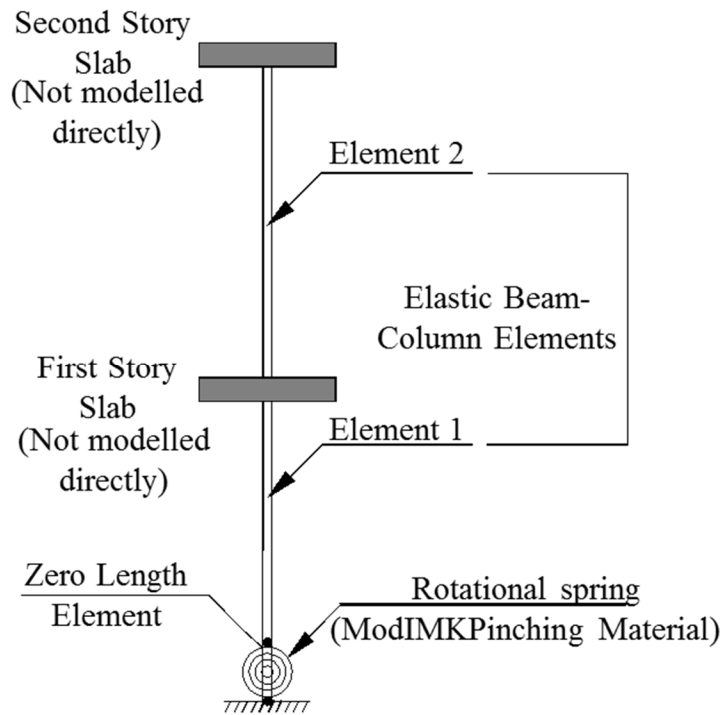 Second Story
Slab
(Not modelled
directly)
Element 2
Elastic Beam-
Column Elements
First Story
Slab
(Not modelled
directly)
Element 1
Zero Length
Element
Rotational spring
(ModIMKPinching Material)